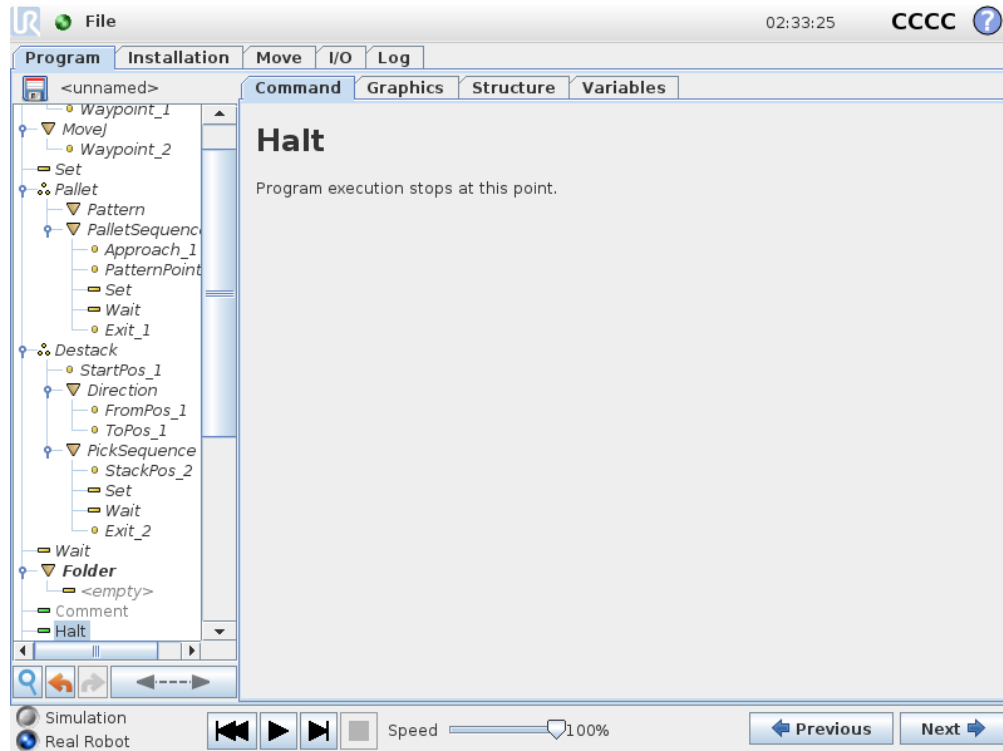 UR File 02:33:25 CCCC ?
Program Installation Move I/O Log
<unnamed>
Command Graphics Structure Variables
Waypoint_1
MoveJ
Waypoint_2
Set
Pallet
Pattern
PalletSequenc
Approach_1
PatternPoint
Set
Wait
Exit_1
Destack
StartPos_1
Direction
FromPos_1
ToPos_1
PickSequence
StackPos_2
Set
Wait
Exit_2
Wait
Folder
<empty>
Comment
Halt
Halt
Program execution stops at this point.
Simulation
Real Robot
Speed 100%
Previous Next